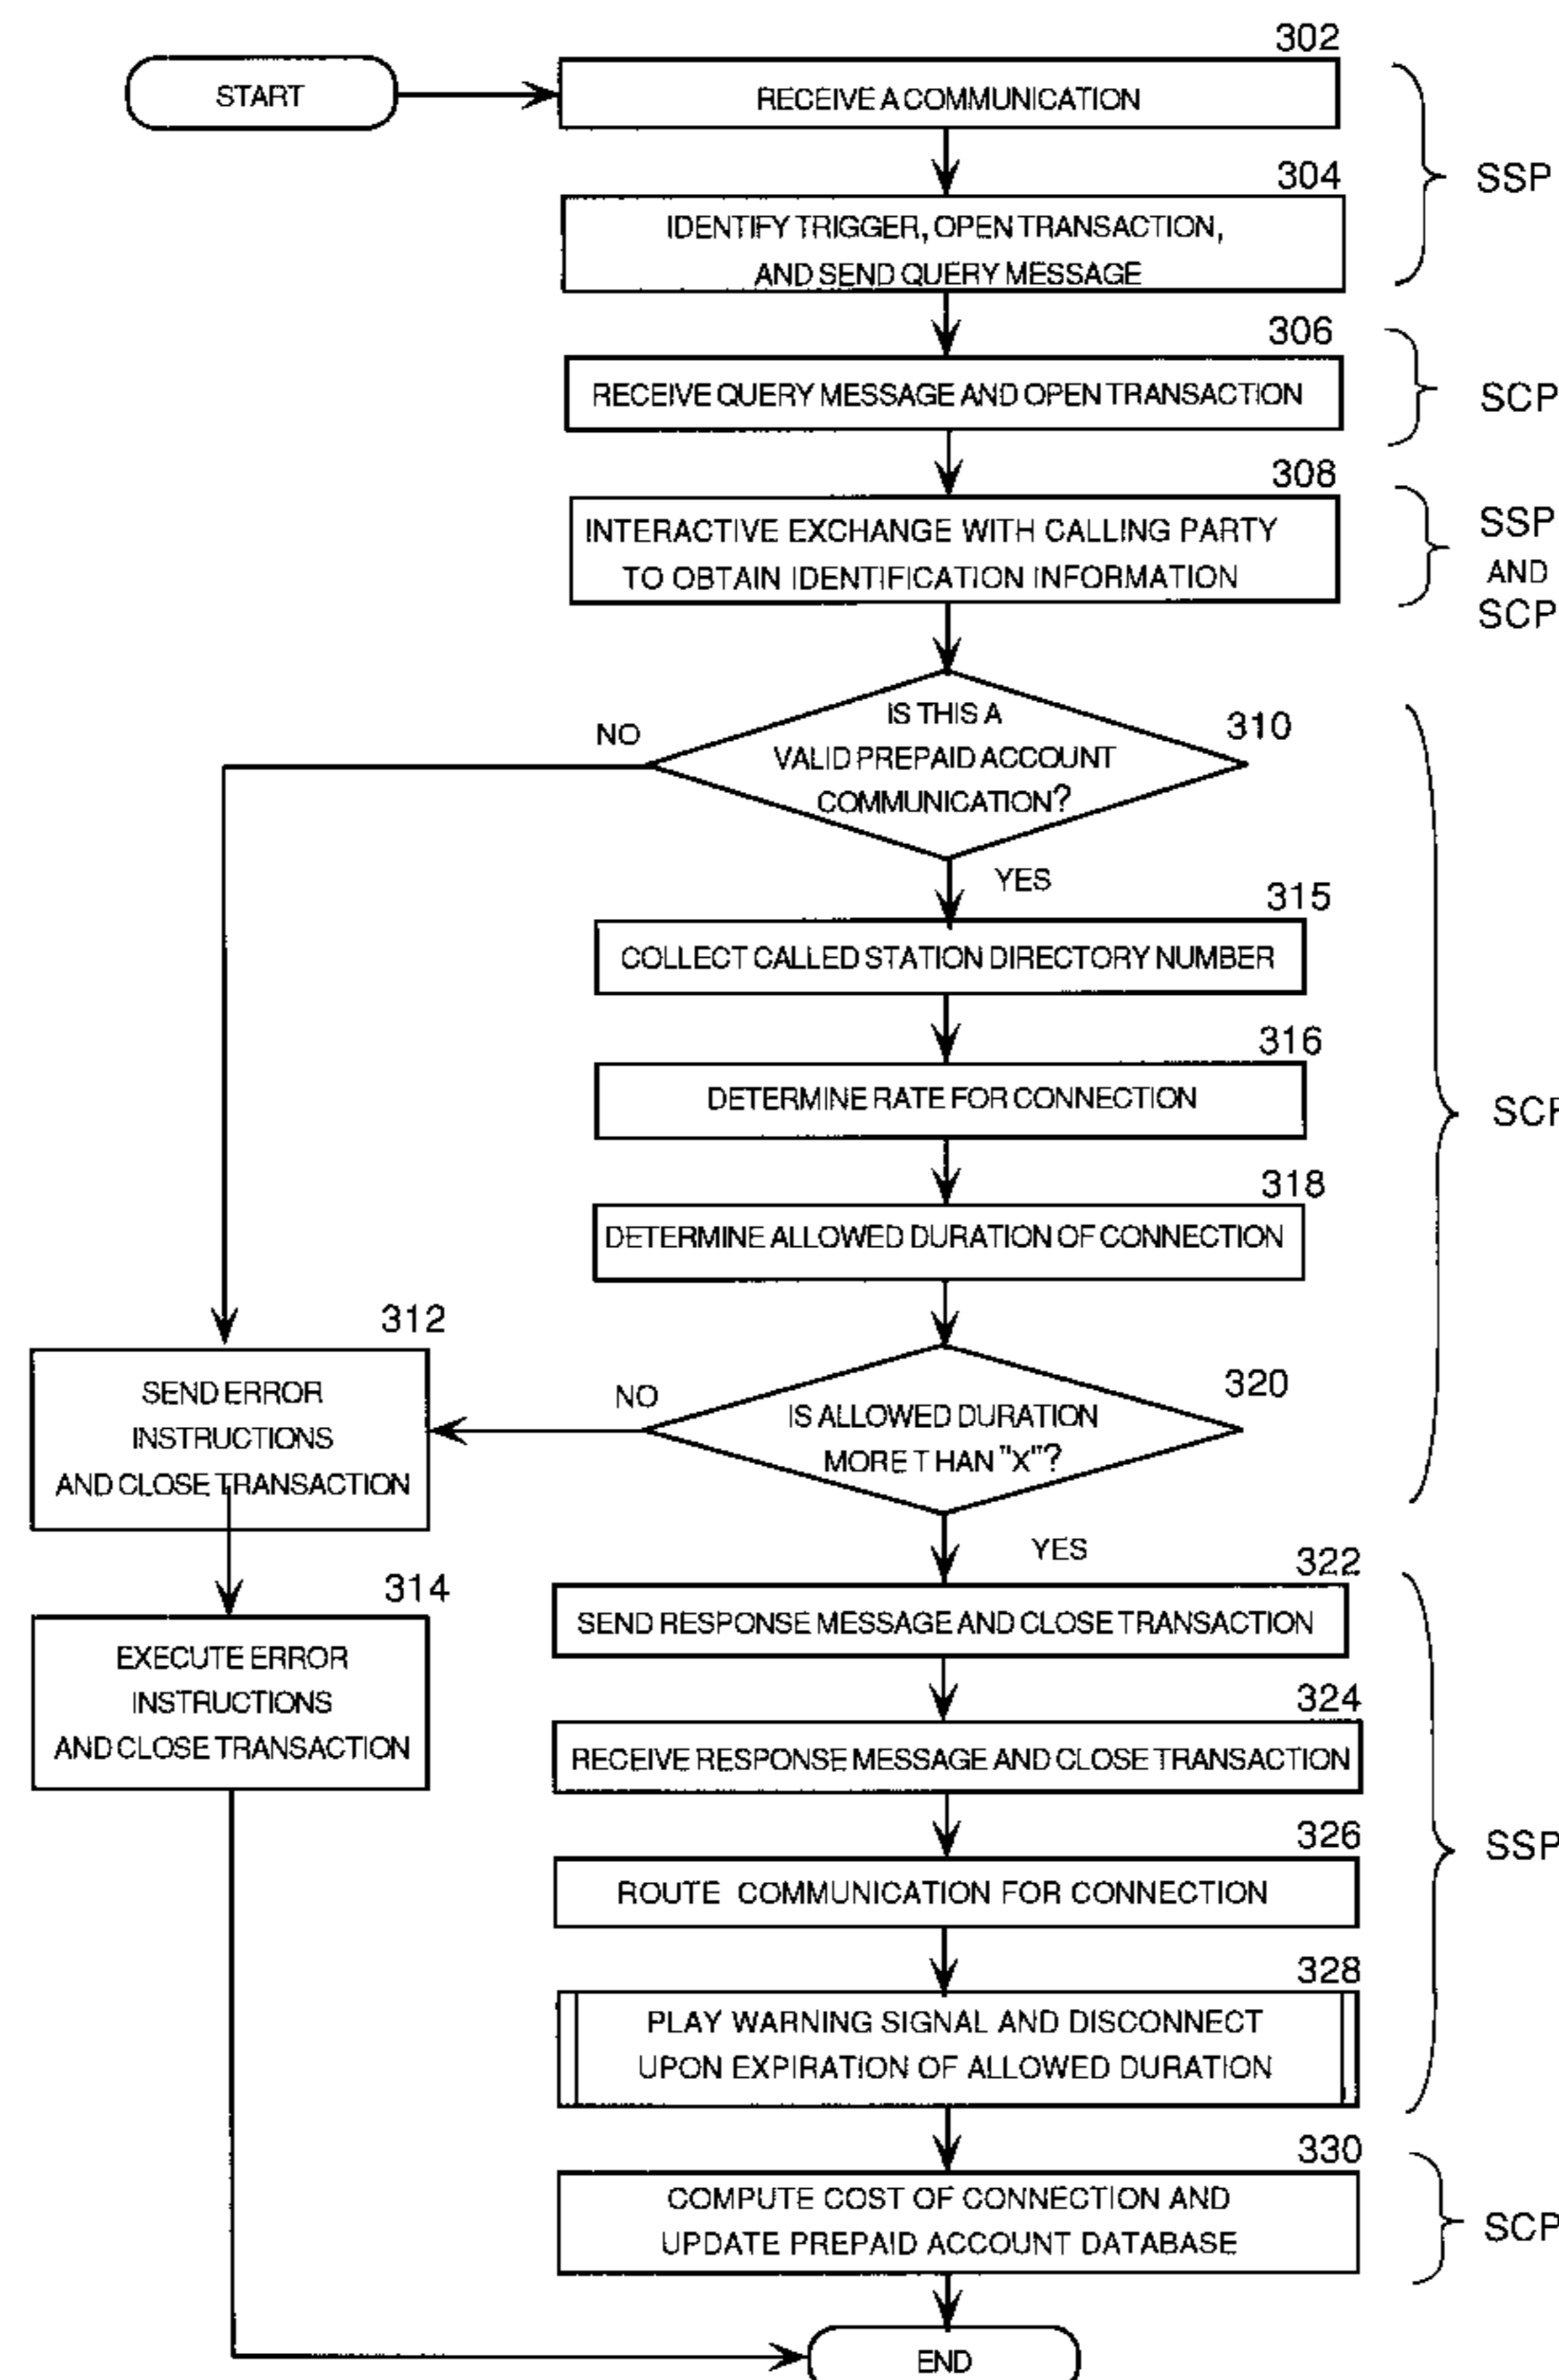 302
START
RECEIVE A COMMUNICATION
SSP
304
IDENTIFY TRIGGER, OPEN TRANSACTION,
AND SEND QUERY MESSAGE
306
RECEIVE QUERY MESSAGE AND OPEN TRANSACTION
SCP
308
INTERACTIVE EXCHANGE WITH CALLING PARTY
TO OBTAIN IDENTIFICATION INFORMATION
SSP
AND
SCP
310
IS THIS A
VALID PREPAID ACCOUNT
COMMUNICATION?
NO
YES
315
COLLECT CALLED STATION DIRECTORY NUMBER
316
DETERMINE RATE FOR CONNECTION
SCP
318
DETERMINE ALLOWED DURATION OF CONNECTION
312
SEND ERROR
INSTRUCTIONS
AND CLOSE TRANSACTION
NO
320
IS ALLOWED DURATION
MORE THAN "X"?
YES
314
EXECUTE ERROR
INSTRUCTIONS
AND CLOSE TRANSACTION
322
SEND RESPONSE MESSAGE AND CLOSE TRANSACTION
324
RECEIVE RESPONSE MESSAGE AND CLOSE TRANSACTION
326
ROUTE COMMUNICATION FOR CONNECTION
SSP
328
PLAY WARNING SIGNAL AND DISCONNECT
UPON EXPIRATION OF ALLOWED DURATION
330
COMPUTE COST OF CONNECTION AND
UPDATE PREPAID ACCOUNT DATABASE
SCP
END